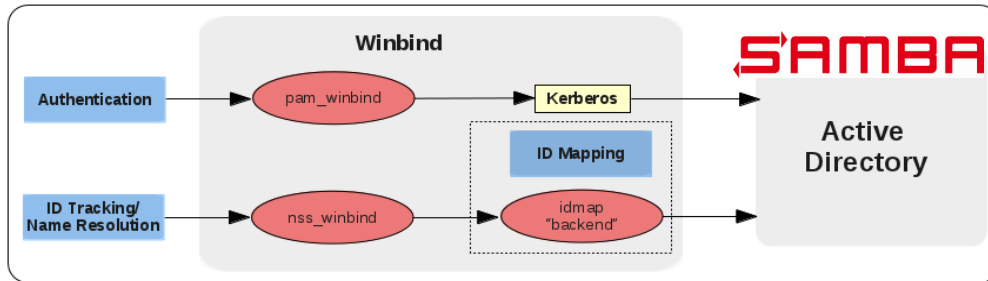 Winbind
SAMBA
Authentication
pam_winbind
Kerberos
Active
Directory
ID Mapping
ID Tracking/
Name Resolution
nss_winbind
idmap
"backend"